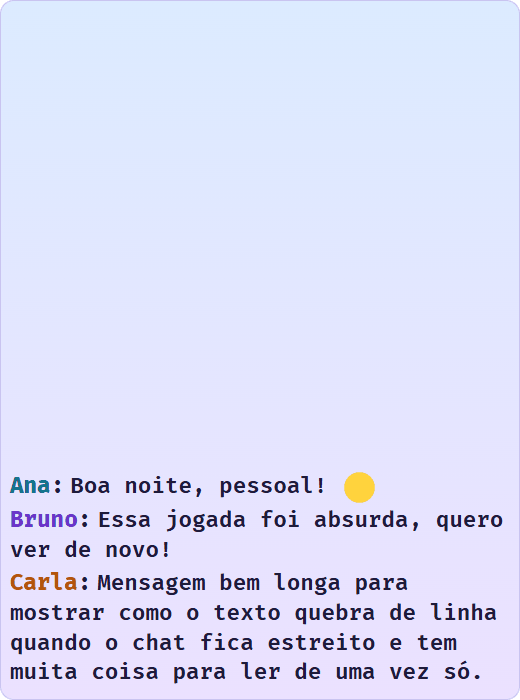 Ana: Boa noite, pessoal!
Bruno: Essa jogada foi absurda, quero
ver de novo!
Carla: Mensagem bem longa para
mostrar como o texto quebra de linha
quando o chat fica estreito e tem
muita coisa para ler de uma vez só.